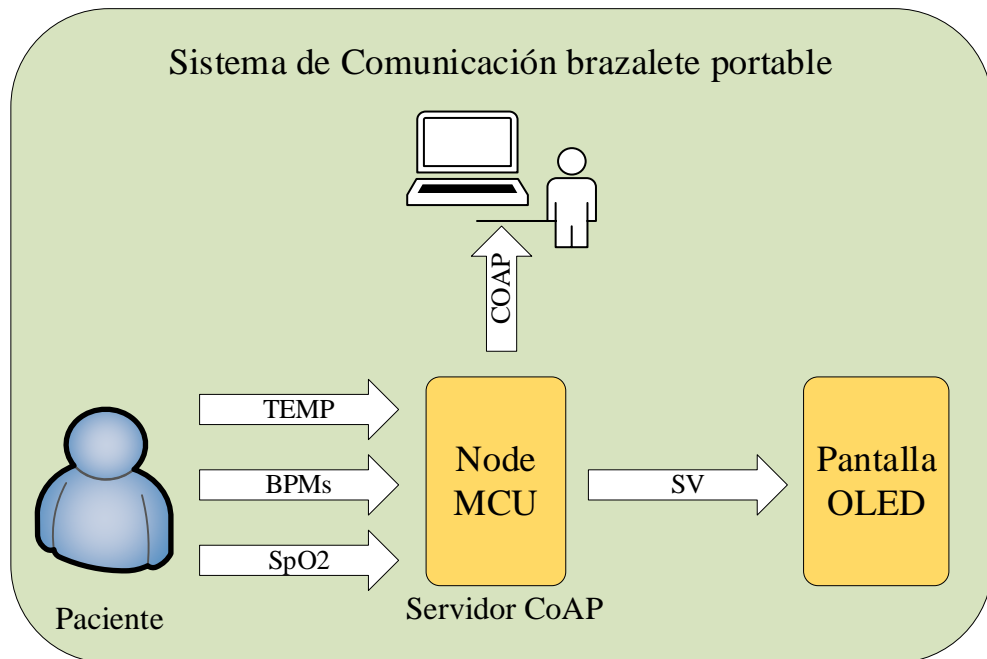 Sistema de Comunicación brazalete portable
COAP
TEMP
BPMs
SpO2
Paciente
Node
MCU
Servidor CoAP
SV
Pantalla
OLED